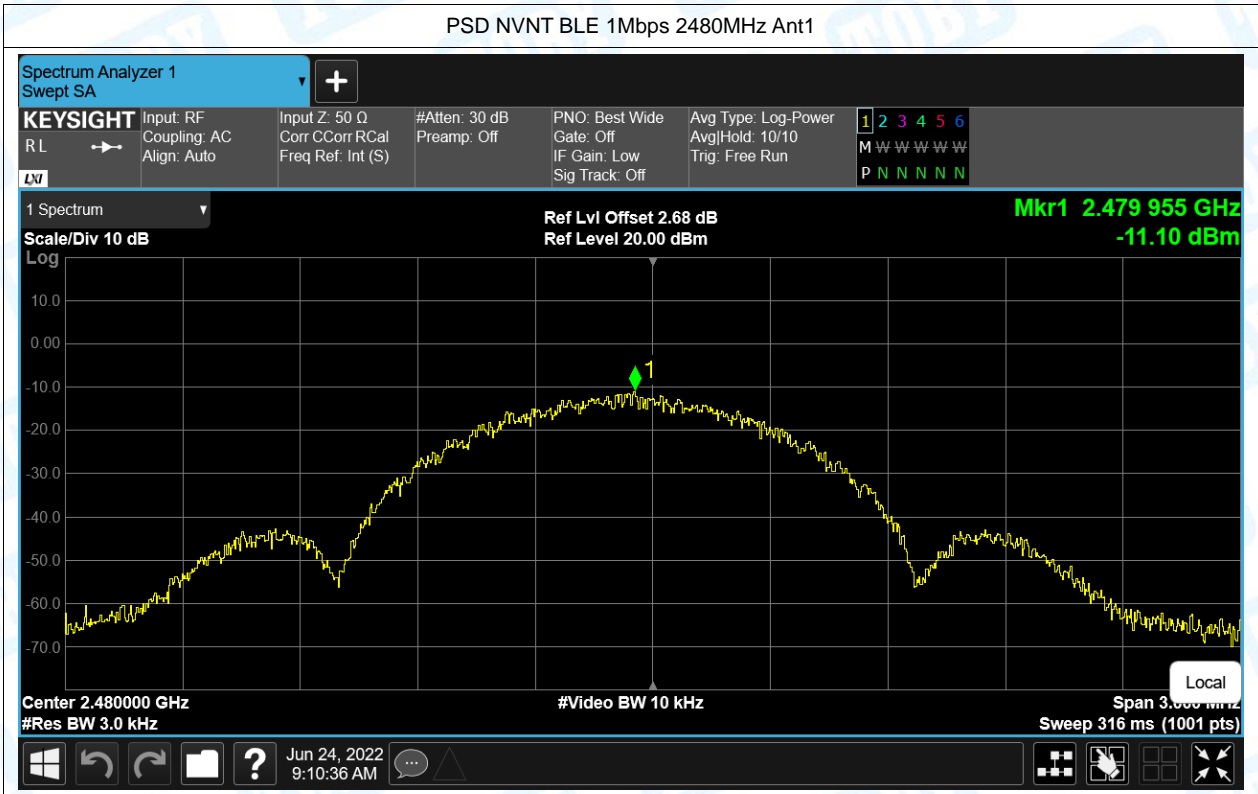 PSD NVNT BLE 1Mbps 2480MHz Ant1
Spectrum Analyzer 1
Swept SA
KEYSIGHT
RL
LXI
Input: RF
Coupling: AC
Align: Auto
Input Z: 50 Ω
Corr CCorr RCal
Freq Ref: Int (S)
#Atten: 30 dB
Preamp: Off
PNO: Best Wide
Gate: Off
IF Gain: Low
Sig Track: Off
Avg Type: Log-Power
Avg|Hold: 10/10
Trig: Free Run
1 2 3 4 5 6
M W W W W W
P N N N N N
1 Spectrum
Scale/Div 10 dB
Ref Lvl Offset 2.68 dB
Ref Level 20.00 dBm
Mkr1 2.479 955 GHz
-11.10 dBm
Log
10.0
0.00
-10.0
-20.0
-30.0
-40.0
-50.0
-60.0
-70.0
1
Center 2.480000 GHz
#Res BW 3.0 kHz
#Video BW 10 kHz
Local
Span 3.000 MHz
Sweep 316 ms (1001 pts)
?
Jun 24, 2022
9:10:36 AM